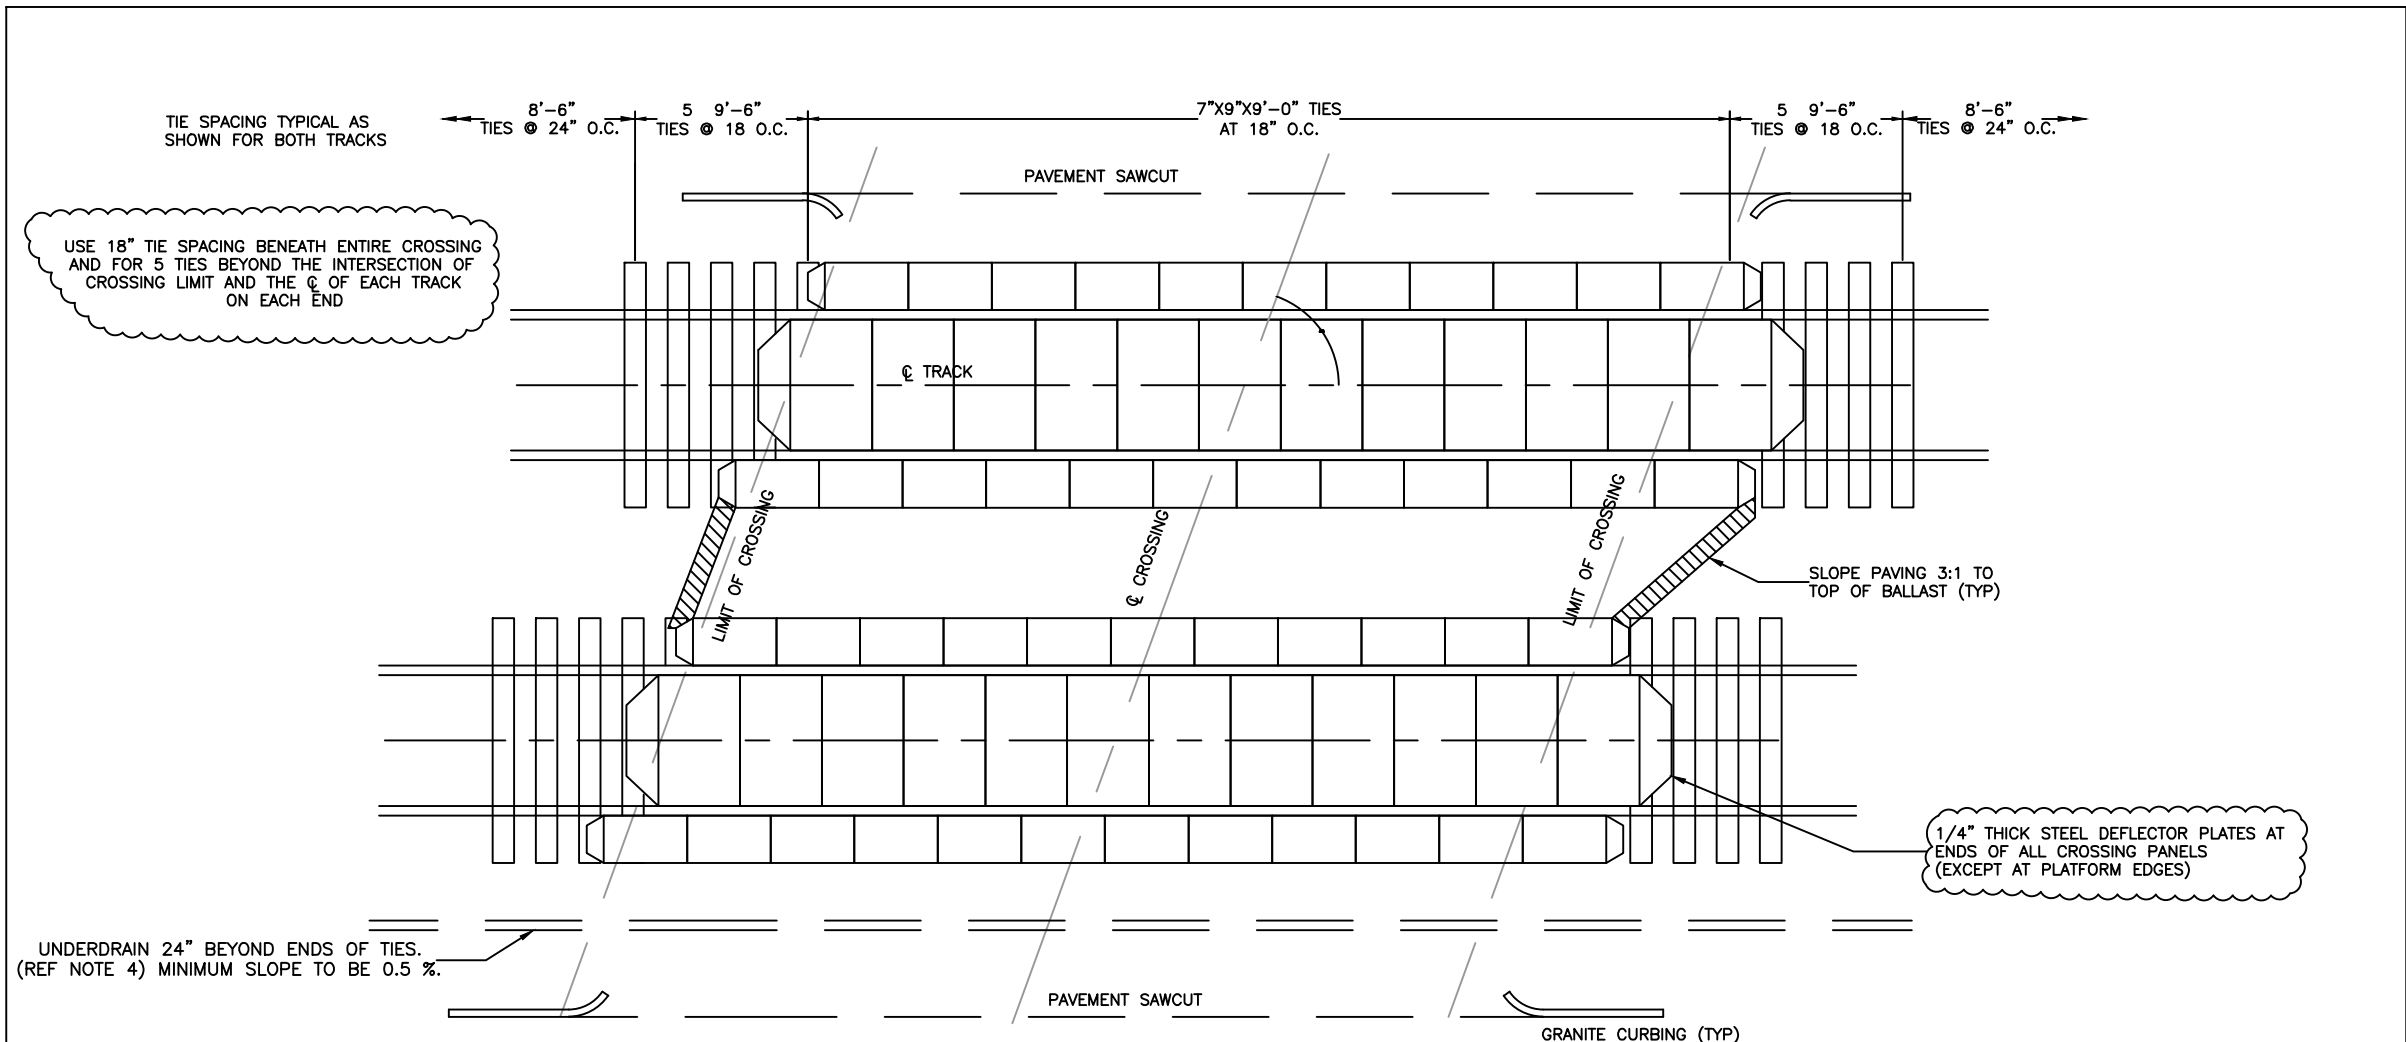 8'-6"
TIES @ 24" O.C.
5 9'-6"
TIES @ 18 O.C.
7"X9"X9'-0" TIES
AT 18" O.C.
5 9'-6"
TIES @ 18 O.C.
8'-6"
TIES @ 24" O.C.
TIE SPACING TYPICAL AS
SHOWN FOR BOTH TRACKS
PAVEMENT SAWCUT
USE 18" TIE SPACING BENEATH ENTIRE CROSSING
AND FOR 5 TIES BEYOND THE INTERSECTION OF
CROSSING LIMIT AND THE ℄ OF EACH TRACK
ON EACH END
℄ TRACK
LIMIT OF CROSSING
℄ CROSSING
LIMIT OF CROSSING
SLOPE PAVING 3:1 TO
TOP OF BALLAST (TYP)
1/4" THICK STEEL DEFLECTOR PLATES AT
ENDS OF ALL CROSSING PANELS
(EXCEPT AT PLATFORM EDGES)
UNDERDRAIN 24" BEYOND ENDS OF TIES.
(REF NOTE 4) MINIMUM SLOPE TO BE 0.5 %.
PAVEMENT SAWCUT
GRANITE CURBING (TYP)